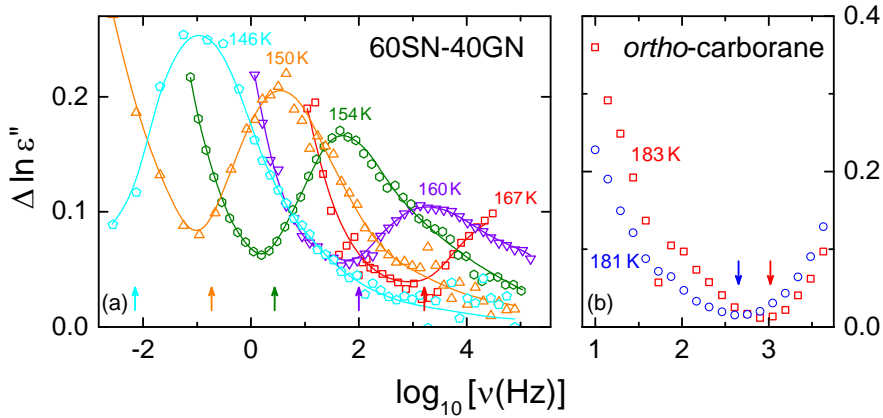 146 K
150 K
60SN-40GN
154 K
160 K
167 K
(a)
Δ ln ε''
0.0
0.1
0.2
-2
0
2
4
log10 [ν(Hz)]
ortho-carborane
183 K
181 K
(b)
0.0
0.2
0.4
1
2
3